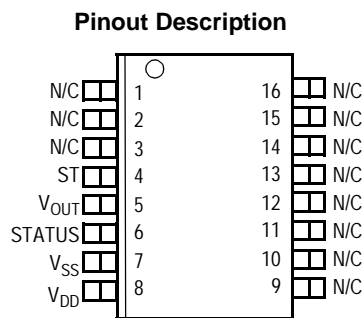 Pinout Description
N/C 1 16 N/C
N/C 2 15 N/C
N/C 3 14 N/C
ST 4 13 N/C
VOUT 5 12 N/C
STATUS 6 11 N/C
VSS 7 10 N/C
VDD 8 9 N/C